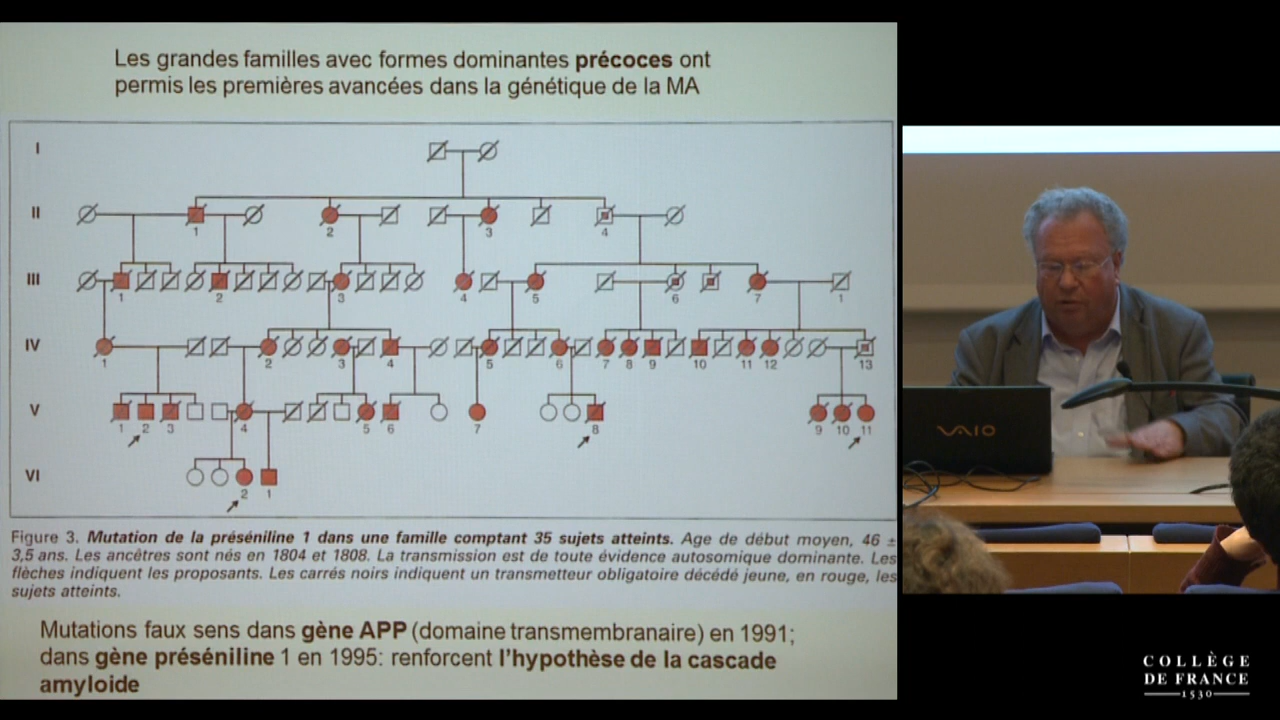 Les grandes familles avec formes dominantes précoces ont
permis les premières avancées dans la génétique de la MA
I
II
1
2
3
4
III
1
2
3
4
5
6
7
1
IV
1
2
3
4
5
6
7
8
9
10
11
12
13
V
1
2
3
4
5
6
7
8
9
10
11
VI
2
1
Figure 3. Mutation de la préséniline 1 dans une famille comptant 35 sujets atteints. Age de début moyen, 46 ±
3,5 ans. Les ancêtres sont nés en 1804 et 1808. La transmission est de toute évidence autosomique dominante. Les
flèches indiquent les proposants. Les carrés noirs indiquent un transmetteur obligatoire décédé jeune, en rouge, les
sujets atteints.
Mutations faux sens dans gène APP (domaine transmembranaire) en 1991;
dans gène préséniline 1 en 1995: renforcent l'hypothèse de la cascade
amyloide
VAIO
COLLÈGE
DE FRANCE
1530